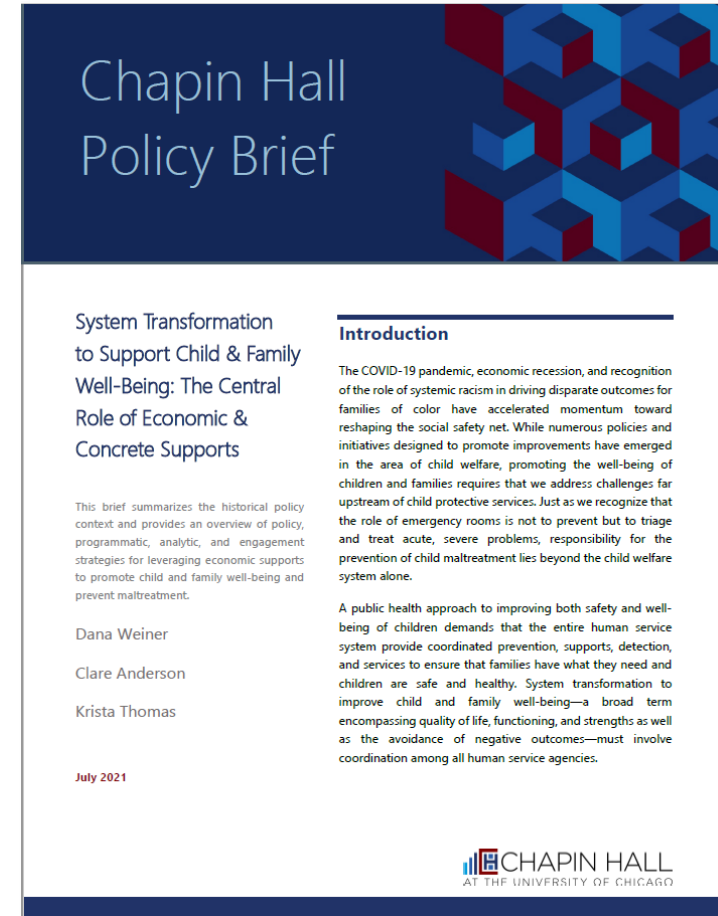 Chapin Hall
Policy Brief
System Transformation
to Support Child & Family
Well-Being: The Central
Role of Economic &
Concrete Supports
This brief summarizes the historical policy
context and provides an overview of policy,
programmatic, analytic, and engagement
strategies for leveraging economic supports
to promote child and family well-being and
prevent maltreatment.
Dana Weiner
Clare Anderson
Krista Thomas
July 2021
Introduction
The COVID-19 pandemic, economic recession, and recognition
of the role of systemic racism in driving disparate outcomes for
families of color have accelerated momentum toward
reshaping the social safety net. While numerous policies and
initiatives designed to promote improvements have emerged
in the area of child welfare, promoting the well-being of
children and families requires that we address challenges far
upstream of child protective services. Just as we recognize that
the role of emergency rooms is not to prevent but to triage
and treat acute, severe problems, responsibility for the
prevention of child maltreatment lies beyond the child welfare
system alone.
A public health approach to improving both safety and well-
being of children demands that the entire human service
system provide coordinated prevention, supports, detection,
and services to ensure that families have what they need and
children are safe and healthy. System transformation to
improve child and family well-being—a broad term
encompassing quality of life, functioning, and strengths as well
as the avoidance of negative outcomes—must involve
coordination among all human service agencies.
CHAPIN HALL
AT THE UNIVERSITY OF CHICAGO